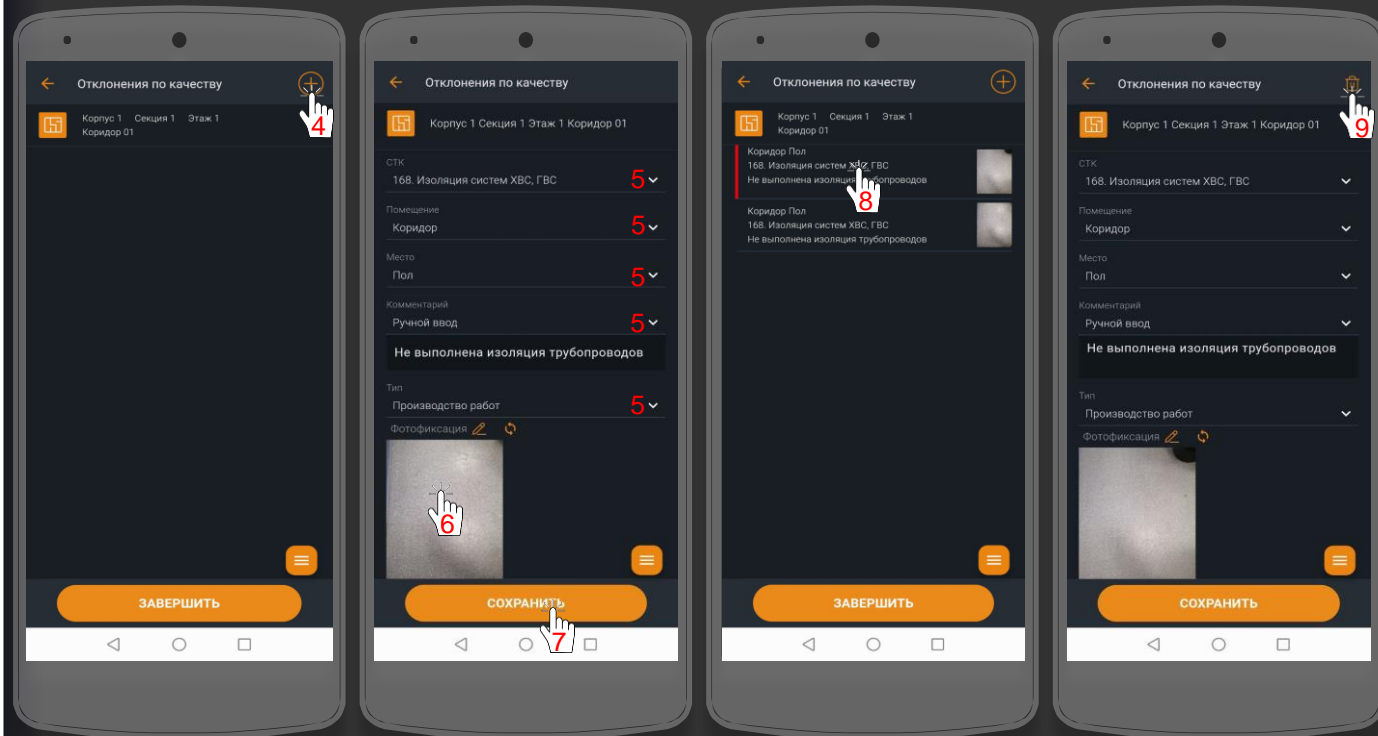 Отклонения по качеству
4
Корпус 1 Секция 1 Этаж 1
Коридор 01
ЗАВЕРШИТЬ
Отклонения по качеству
Корпус 1 Секция 1 Этаж 1 Коридор 01
СТК
168. Изоляция систем ХВС, ГВС
5
Помещение
Коридор
5
Место
Пол
5
Комментарий
Ручной ввод
5
Не выполнена изоляция трубопроводов
Тип
Производство работ
5
Фотофиксация
6
СОХРАНИТЬ
7
Отклонения по качеству
Корпус 1 Секция 1 Этаж 1
Коридор 01
Коридор Пол
168. Изоляция систем ХВС, ГВС
Не выполнена изоляция трубопроводов
8
Коридор Пол
168. Изоляция систем ХВС, ГВС
Не выполнена изоляция трубопроводов
ЗАВЕРШИТЬ
Отклонения по качеству
9
Корпус 1 Секция 1 Этаж 1 Коридор 01
СТК
168. Изоляция систем ХВС, ГВС
Помещение
Коридор
Место
Пол
Комментарий
Ручной ввод
Не выполнена изоляция трубопроводов
Тип
Производство работ
Фотофиксация
СОХРАНИТЬ